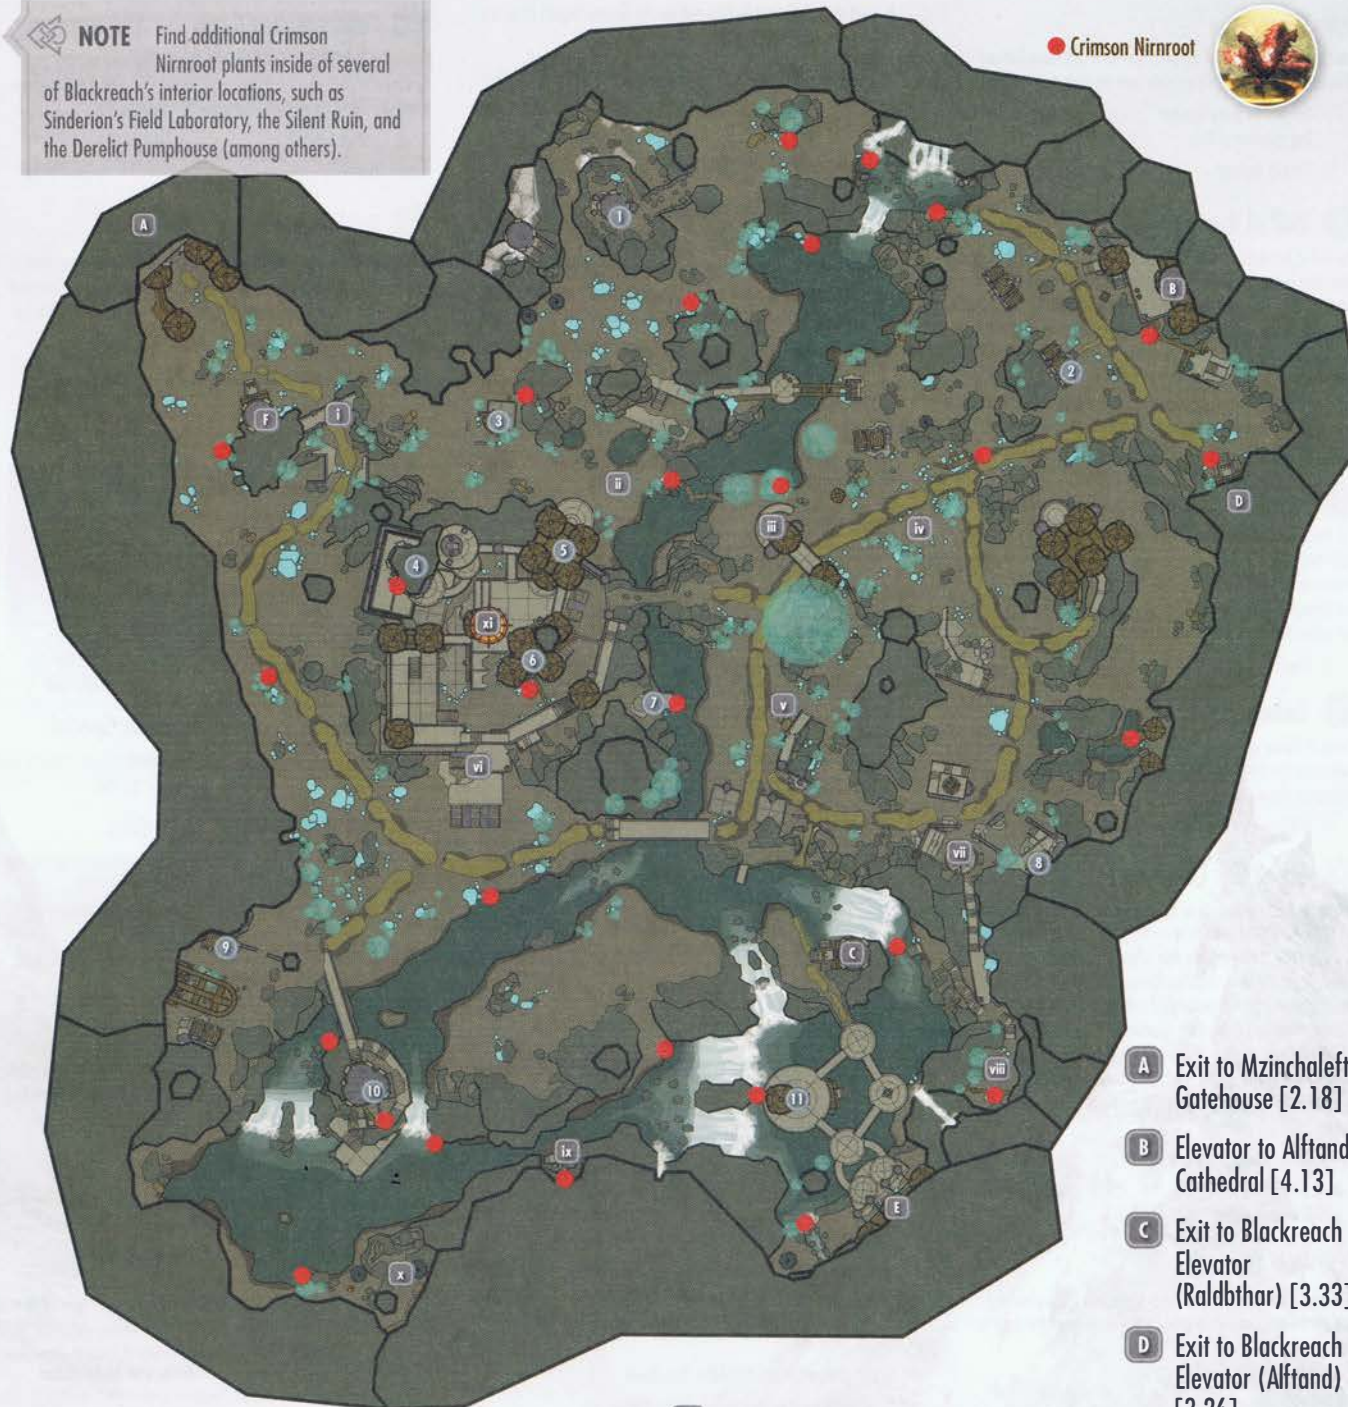 NOTE Find additional Crimson
Nirnroot plants inside of several
of Blackreach's interior locations, such as
Sinderion's Field Laboratory, the Silent Ruin, and
the Derelict Pumphouse (among others).
Crimson Nirnroot
A
1
B
2
F
i
3
ii
D
iii
iv
5
4
xi
6
7
v
vi
vii
8
9
C
viii
10
11
ix
E
x
A Exit to Mzinchaleft
Gatehouse [2.18]
B Elevator to Alftand
Cathedral [4.13]
C Exit to Blackreach
Elevator
(Raldbthar) [3.33]
D Exit to Blackreach
Elevator (Alftand)